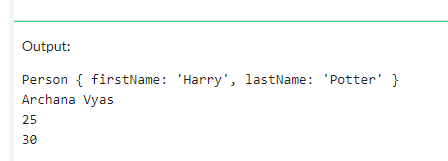 Output:
Person { firstName: 'Harry', lastName: 'Potter' }
Archana Vyas
25
30